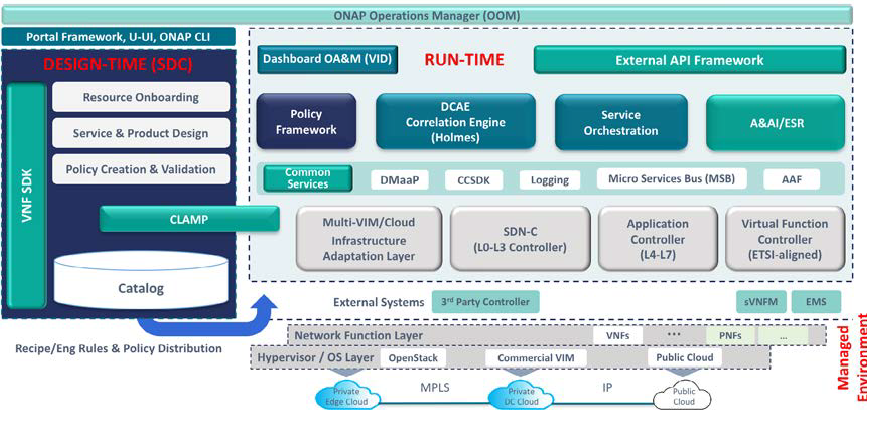 ONAP Operations Manager (OOM)
Portal Framework, U-UI, ONAP CLI
DESIGN-TIME (SDC)
VNF SDK
Resource Onboarding
Service & Product Design
Policy Creation & Validation
CLAMP
Catalog
Recipe/Eng Rules & Policy Distribution
Dashboard OA&M (VID)
RUN-TIME
External API Framework
Policy
Framework
DCAE
Correlation Engine
(Holmes)
Service
Orchestration
A&AI/ESR
Common
Services
DMaaP
CCSDK
Logging
Micro Services Bus (MSB)
AAF
Multi-VIM/Cloud
Infrastructure
Adaptation Layer
SDN-C
(L0-L3 Controller)
Application
Controller
(L4-L7)
Virtual Function
Controller
(ETSI-aligned)
External Systems
3rd Party Controller
sVNFM
EMS
Network Function Layer
VNFs
...
PNFs
...
Hypervisor / OS Layer
OpenStack
Commercial VIM
Public Cloud
Private
Edge Cloud
MPLS
Private
DC Cloud
IP
Public
Cloud
Managed
Environment